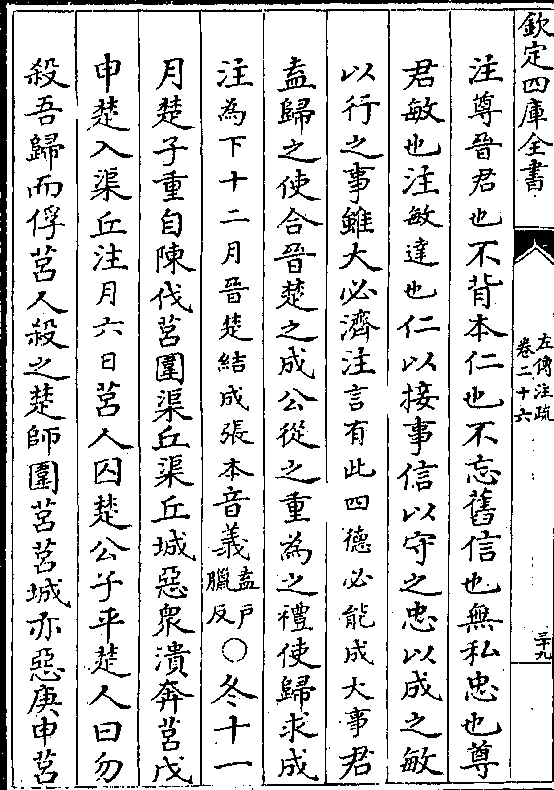 欽定四庫全書
左傳注疏
卷二十六
三十九
注尊晉君也不背本仁也不忘舊信也無私忠也尊
君敏也注敏達也仁以接事信以守之忠以成之敏
以行之事雖大必濟注言有此四德必能成大事君
盍歸之使合晉楚之成公從之重為之禮使歸求成
注為下十二月晉楚結成張本音義盍戶臘反〇冬十一
月楚子重自陳伐莒圍渠丘渠丘城惡衆潰奔莒戊
申楚入渠丘注月六日莒人囚楚公子平楚人曰勿
殺吾歸而俘莒人殺之楚師圍莒莒城亦惡庚申莒